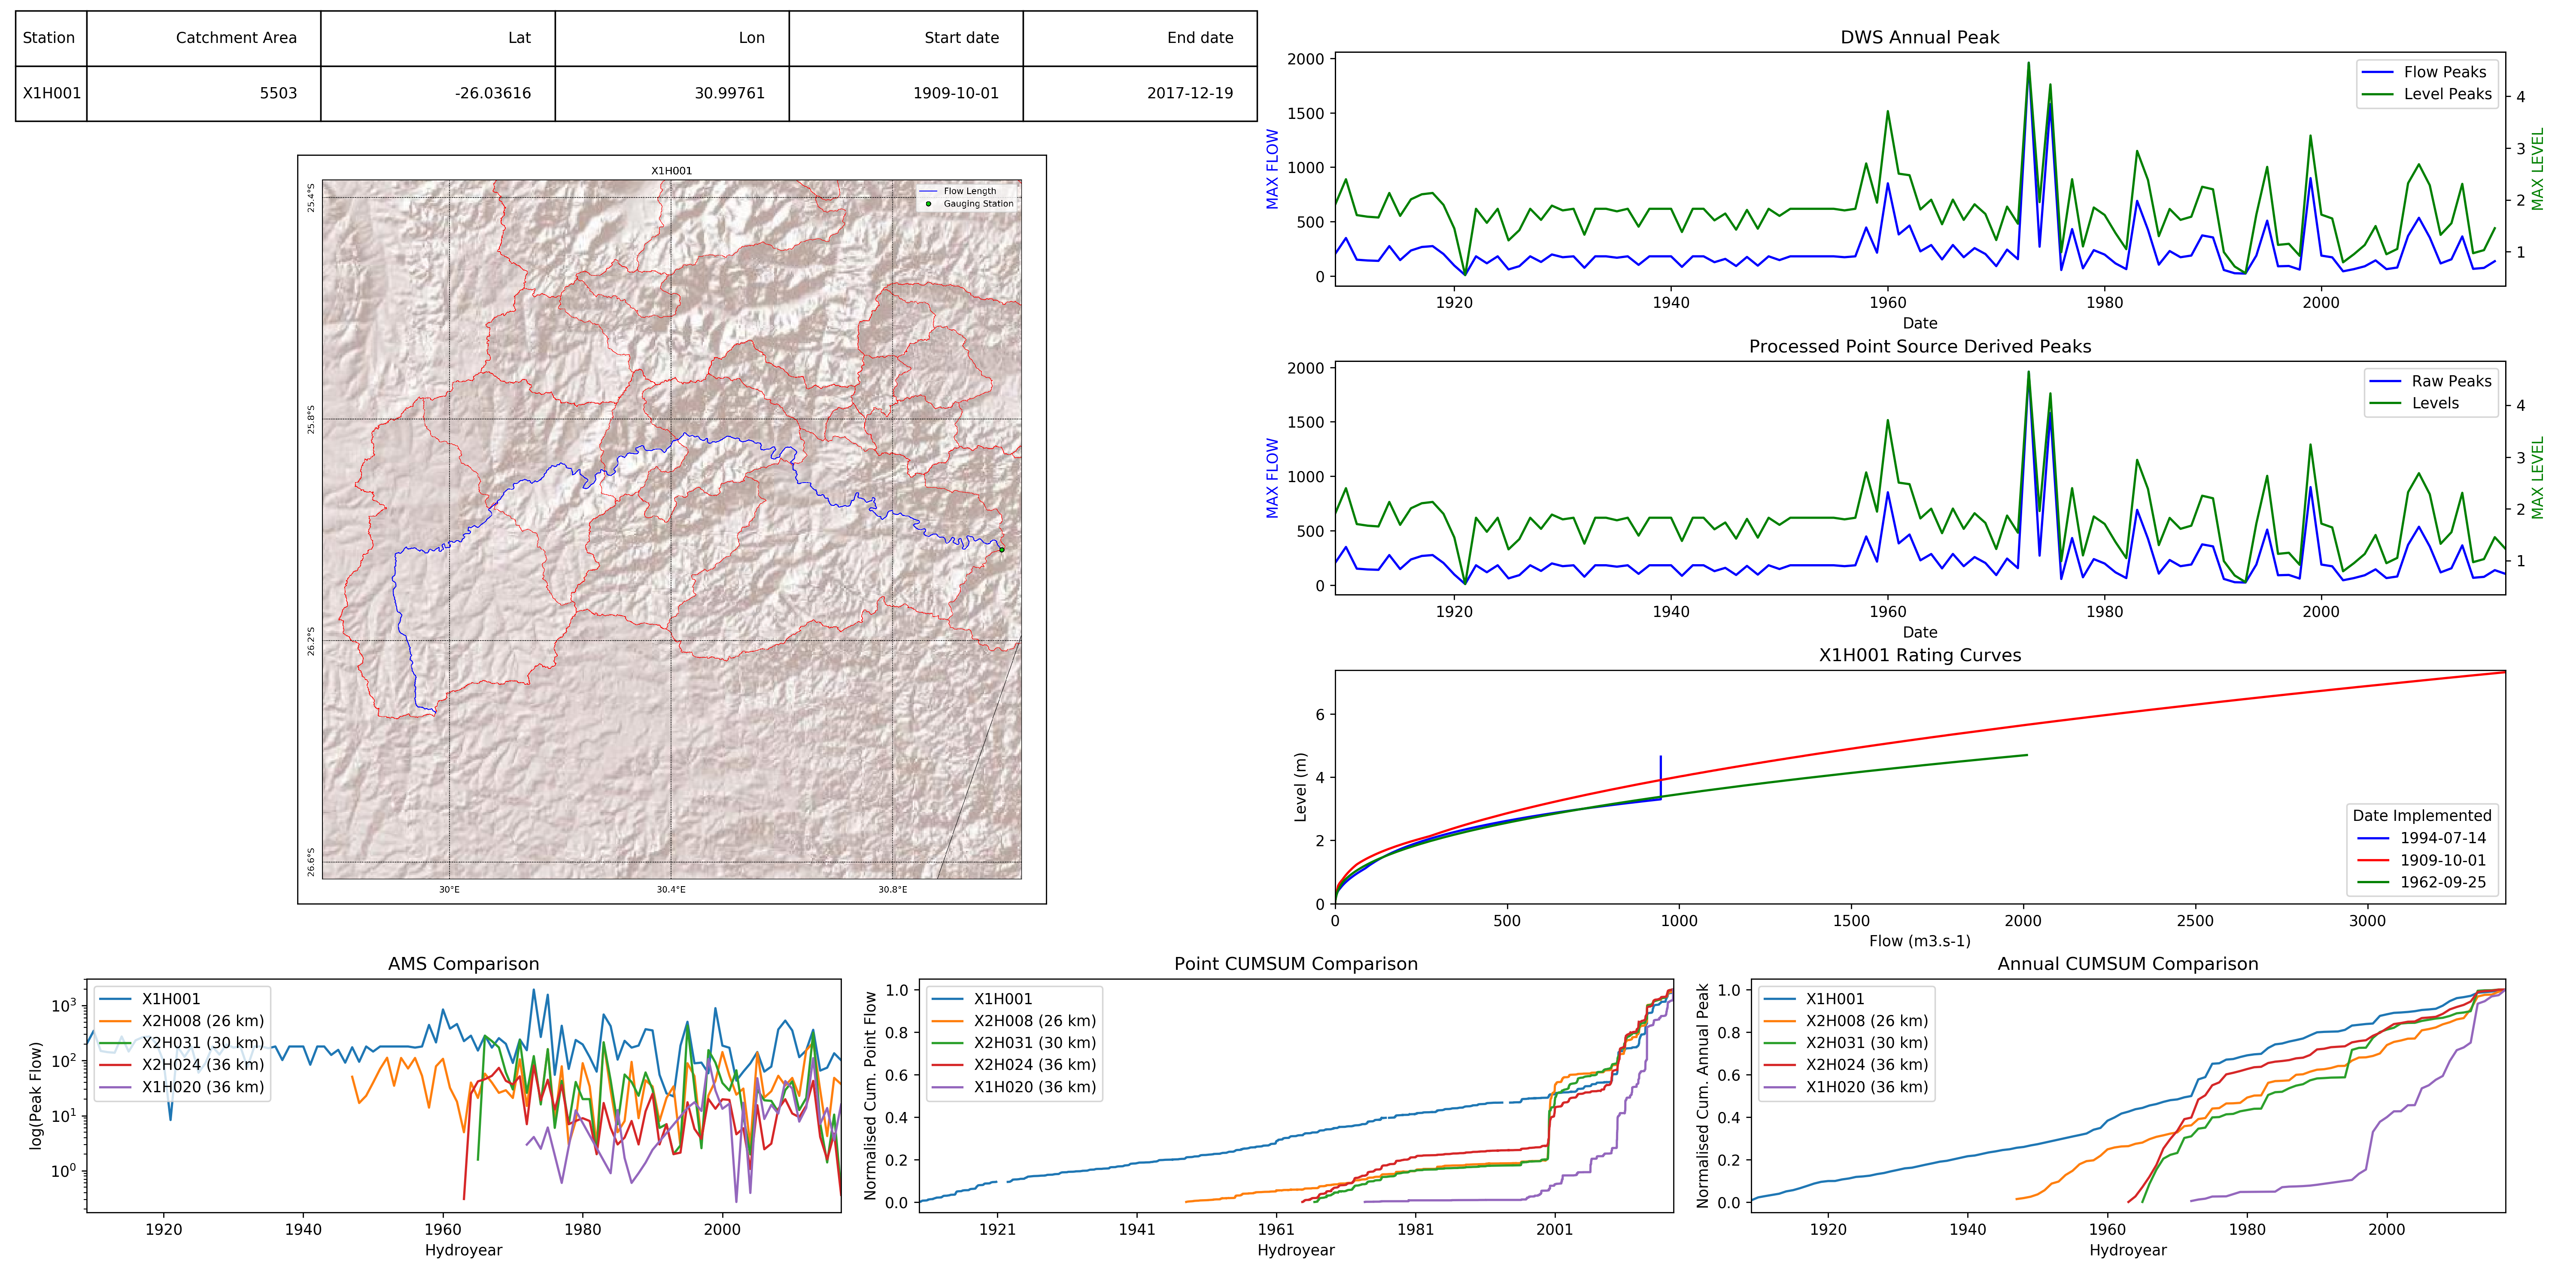 Station Catchment Area Lat Lon Start date End date
X1H001 5503 -26.03616 30.99761 1909-10-01 2017-12-19
X1H001
Flow Length
Gauging Station
25.4°S
25.8°S
26.2°S
26.6°S
30°E 30.4°E 30.8°E
DWS Annual Peak
Flow Peaks
Level Peaks
MAX FLOW
MAX LEVEL
2000
1500
1000
500
0
4
3
2
1
1920 1940 1960 1980 2000
Date
Processed Point Source Derived Peaks
Raw Peaks
Levels
MAX FLOW
MAX LEVEL
2000
1500
1000
500
0
4
3
2
1
1920 1940 1960 1980 2000
Date
X1H001 Rating Curves
Level (m)
6
4
2
0
Date Implemented
1994-07-14
1909-10-01
1962-09-25
0 500 1000 1500 2000 2500 3000
Flow (m3.s-1)
AMS Comparison
X1H001
X2H008 (26 km)
X2H031 (30 km)
X2H024 (36 km)
X1H020 (36 km)
log(Peak Flow)
10³
10²
10¹
10⁰
1920 1940 1960 1980 2000
Hydroyear
Point CUMSUM Comparison
X1H001
X2H008 (26 km)
X2H031 (30 km)
X2H024 (36 km)
X1H020 (36 km)
Normalised Cum. Point Flow
1.0
0.8
0.6
0.4
0.2
0.0
1921 1941 1961 1981 2001
Hydroyear
Annual CUMSUM Comparison
X1H001
X2H008 (26 km)
X2H031 (30 km)
X2H024 (36 km)
X1H020 (36 km)
Normalised Cum. Annual Peak
1.0
0.8
0.6
0.4
0.2
0.0
1920 1940 1960 1980 2000
Hydroyear